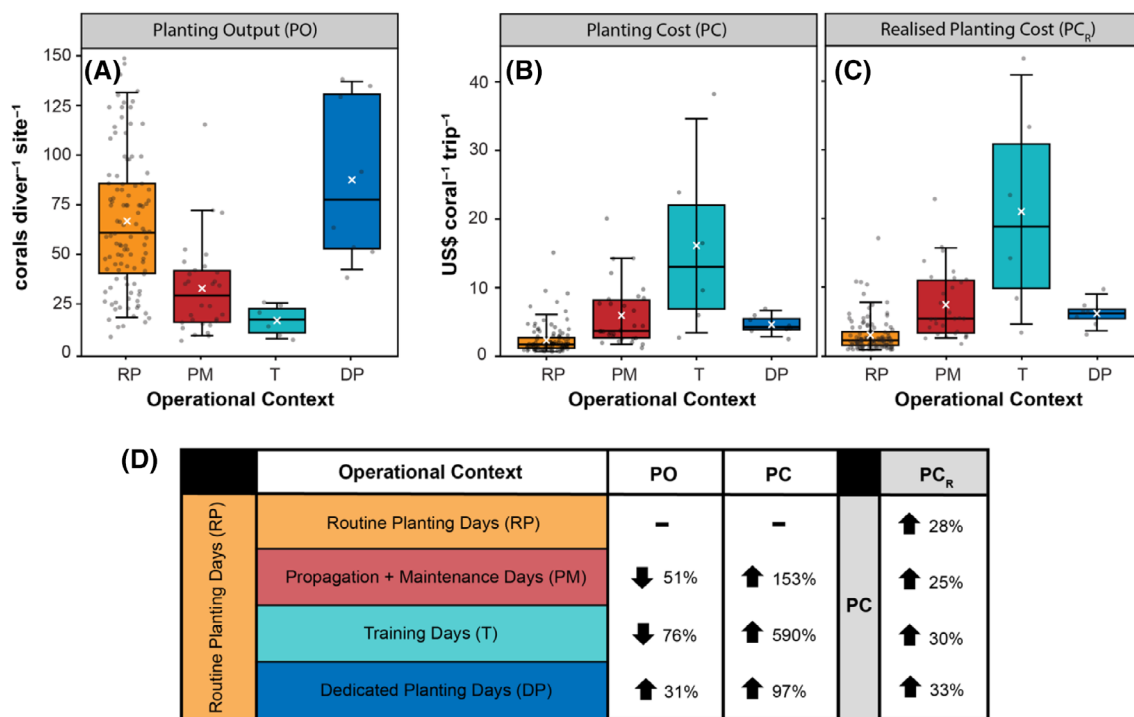 Planting Output (PO)
Planting Cost (PC)
Realised Planting Cost (PC_R)
(A)
(B)
(C)
corals diver⁻¹ site⁻¹
150
125
100
75
50
25
0
US$ coral⁻¹ trip⁻¹
40
30
20
10
0
RP PM T DP
RP PM T DP
RP PM T DP
Operational Context
Operational Context
Operational Context
(D)
Operational Context PO PC PC_R
Routine Planting Days (RP)
Routine Planting Days (RP) – – 28%
Propagation + Maintenance Days (PM) 51% 153% 25%
PC
Training Days (T) 76% 590% 30%
Dedicated Planting Days (DP) 31% 97% 33%